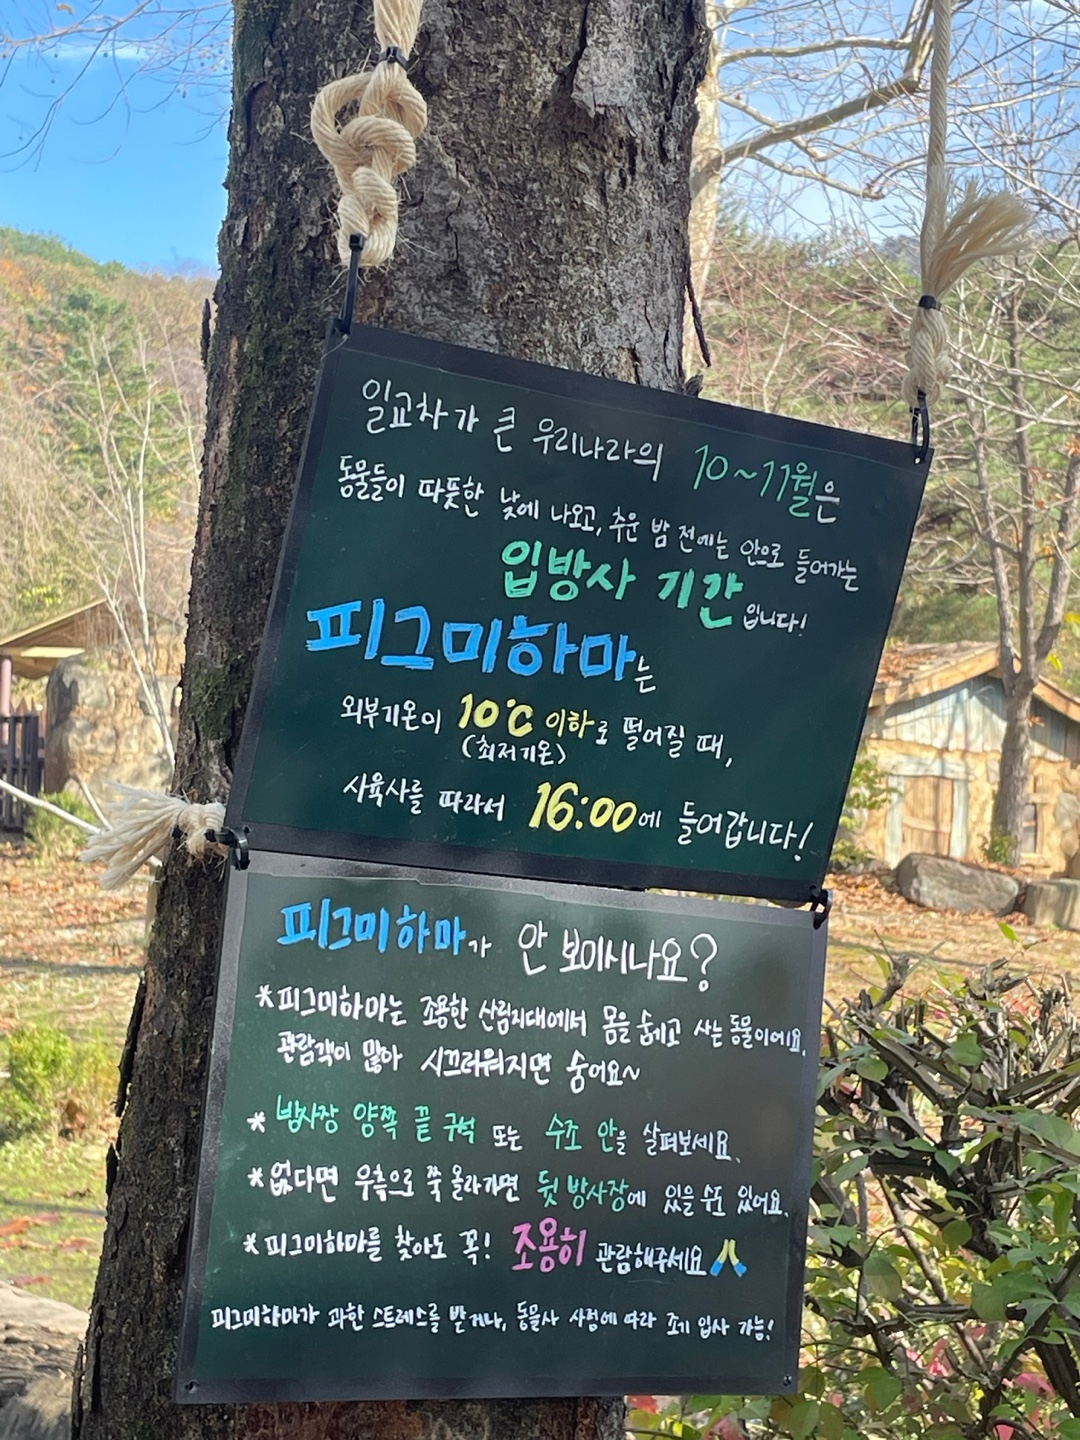 일교차가 큰 우리나라의 10~11월은
동물들이 따뜻한 낮에 나오고, 추운 밤 전에는 안으로 들어가는
입방사 기간입니다!
피그미하마는
외부기온이 10℃ 이하로 떨어질 때,
(최저기온)
사육사를 따라서 16:00에 들어갑니다!
피그미하마가 안 보이시나요?
*피그미하마는 조용한 산림지대에서 몸을 숨기고 사는 동물이에요.
관람객이 많아 시끄러워지면 숨어요~
* 방사장 양쪽 끝 구석 또는 수조 안을 살펴보세요.
*없다면 우측으로 쭉 올라가면 뒷 방사장에 있을 수도 있어요.
*피그미하마를 찾아도 꼭! 조용히 관람해주세요
피그미하마가 과한 스트레스를 받거나, 동물사 사정에 따라 조기 입사 가능!